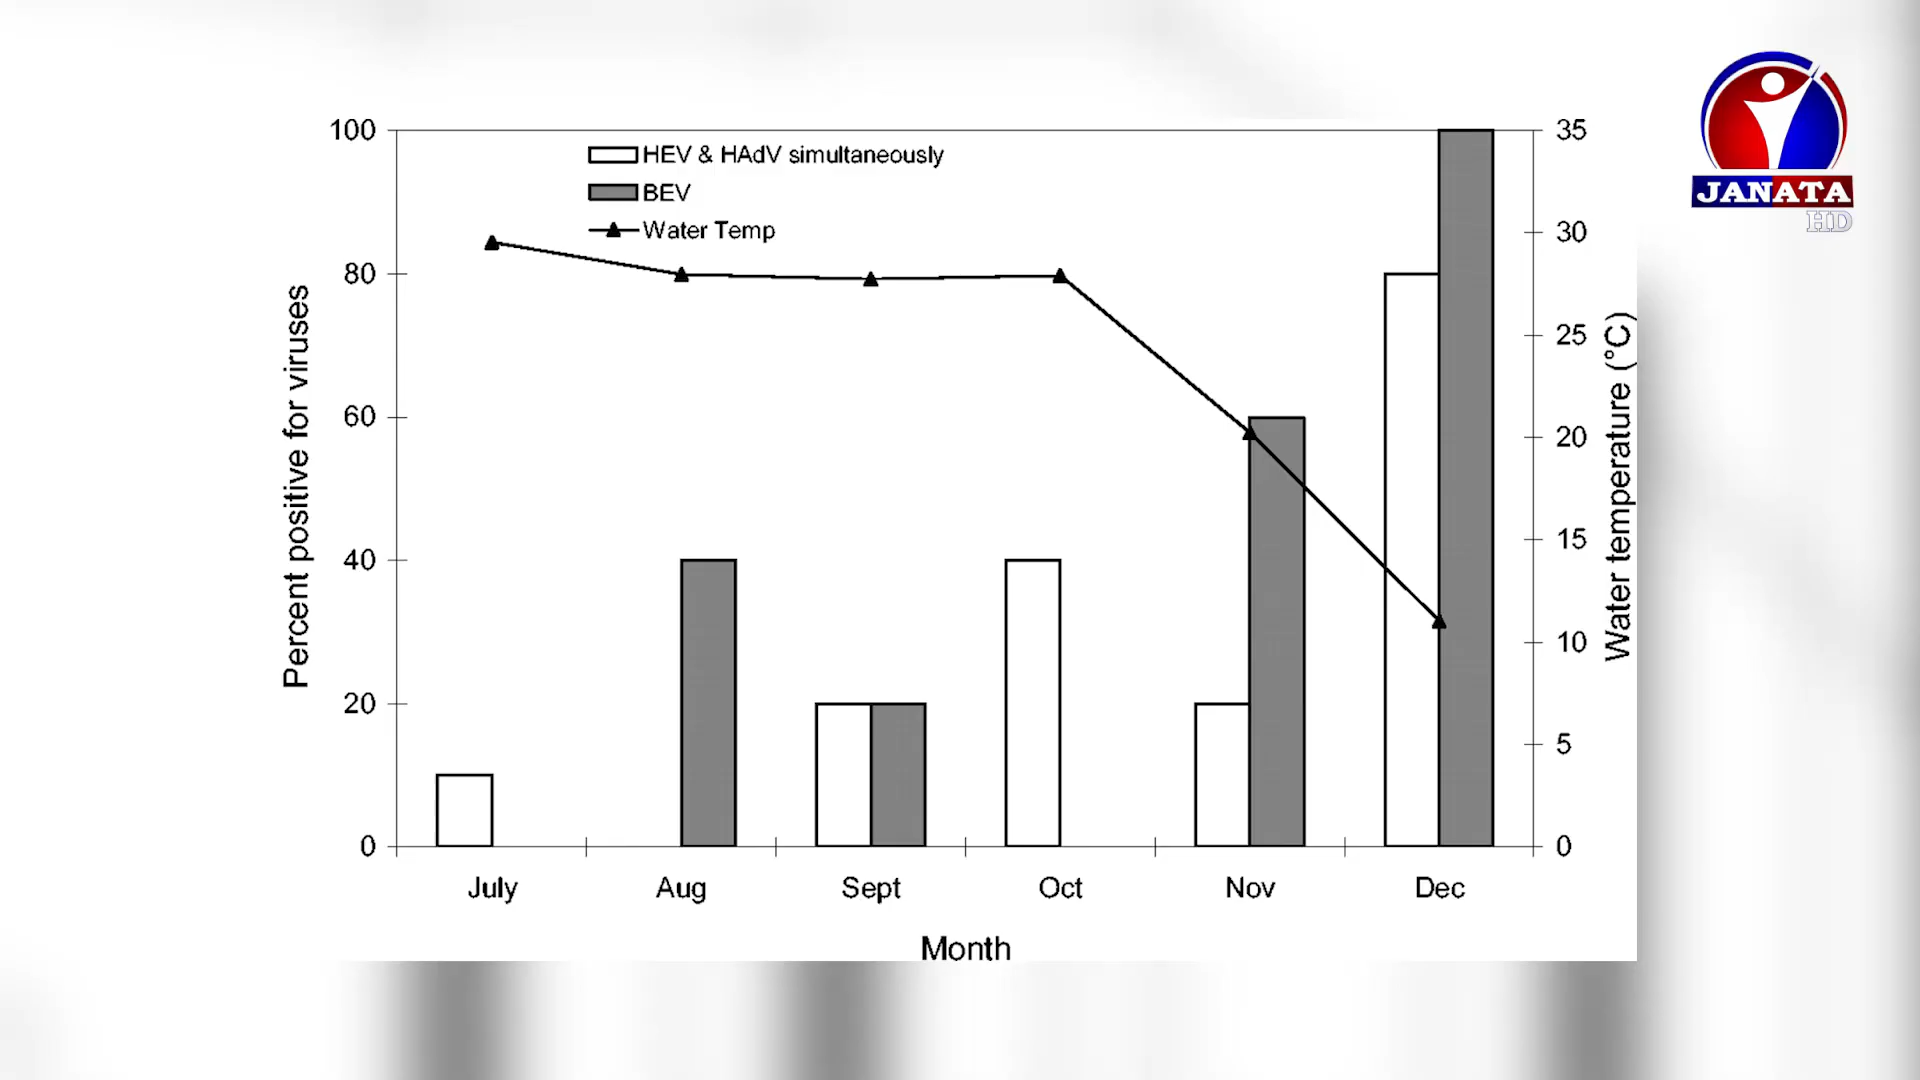 100
80
60
40
20
0
Percent positive for viruses
HEV & HAdV simultaneously
BEV
Water Temp
35
30
25
20
15
10
5
0
Water temperature (°C)
July Aug Sept Oct Nov Dec
Month
JANATA
HD